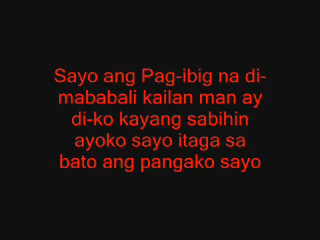 Sayo ang Pag-ibig na di-
mababali kailan man ay
di-ko kayang sabihin
ayoko sayo itaga sa
bato ang pangako sayo